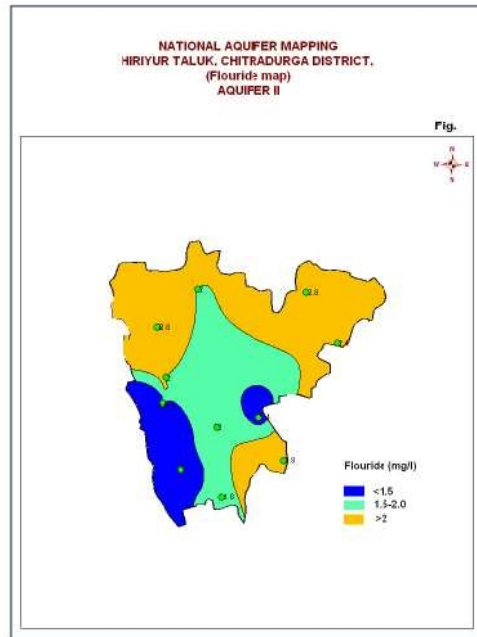 NATIONAL AQUIFER MAPPING
HIRIYUR TALUK, CHITRADURGA DISTRICT.
(Flouride map)
AQUIFER II
Fig.
N
W
S
Flouride (mg/l)
<1.5
1.5-2.0
>2